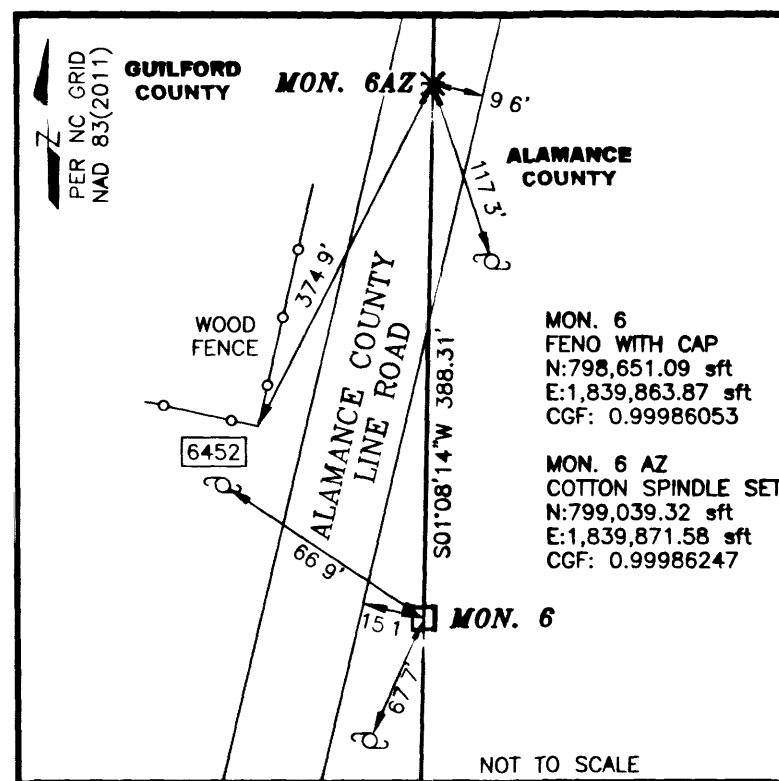 Z
PER NC GRID
NAD 83(2011)
GUILFORD
COUNTY
MON. 6AZ
9 6'
ALAMANCE
COUNTY
117 3'
374 9'
WOOD
FENCE
ALAMANCE COUNTY
LINE ROAD
S01°08'14"W 388.31'
MON. 6
FENO WITH CAP
N:798,651.09 sft
E:1,839,863.87 sft
CGF: 0.99986053
MON. 6 AZ
COTTON SPINDLE SET
N:799,039.32 sft
E:1,839,871.58 sft
CGF: 0.99986247
6452
66 9'
15 1
MON. 6
67 7'
NOT TO SCALE